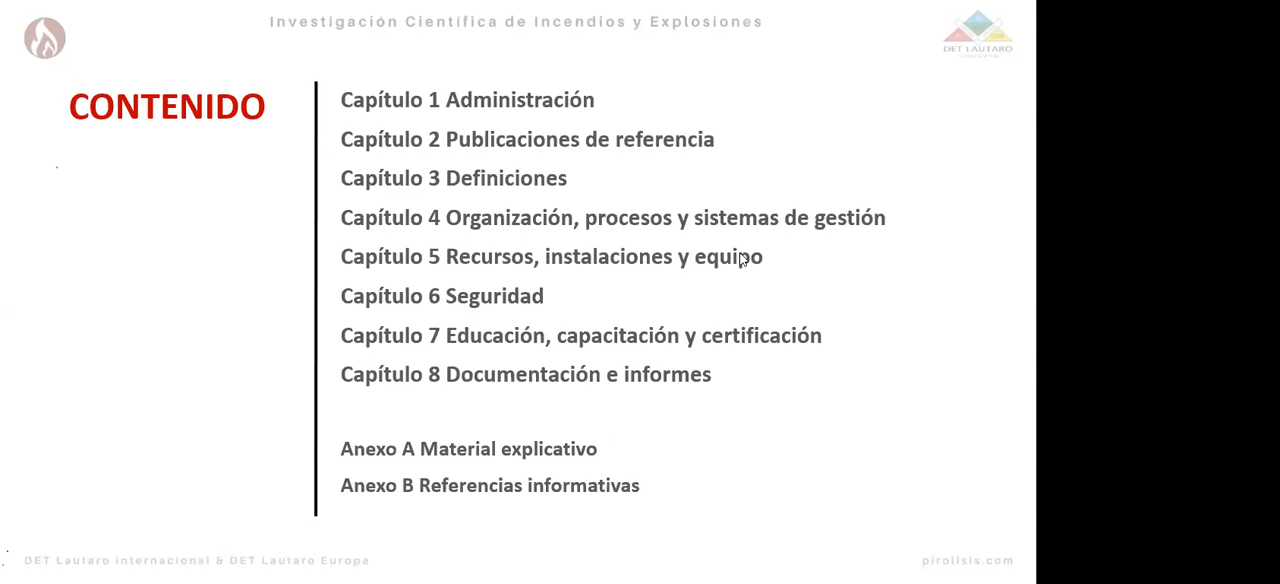 Investigación Científica de Incendios y Explosiones
DET LAUTARO
CONTENIDO
Capítulo 1 Administración
Capítulo 2 Publicaciones de referencia
Capítulo 3 Definiciones
Capítulo 4 Organización, procesos y sistemas de gestión
Capítulo 5 Recursos, instalaciones y equipo
Capítulo 6 Seguridad
Capítulo 7 Educación, capacitación y certificación
Capítulo 8 Documentación e informes
Anexo A Material explicativo
Anexo B Referencias informativas
DET Lautaro Internacional & DET Lautaro Europa
pirolisis.com